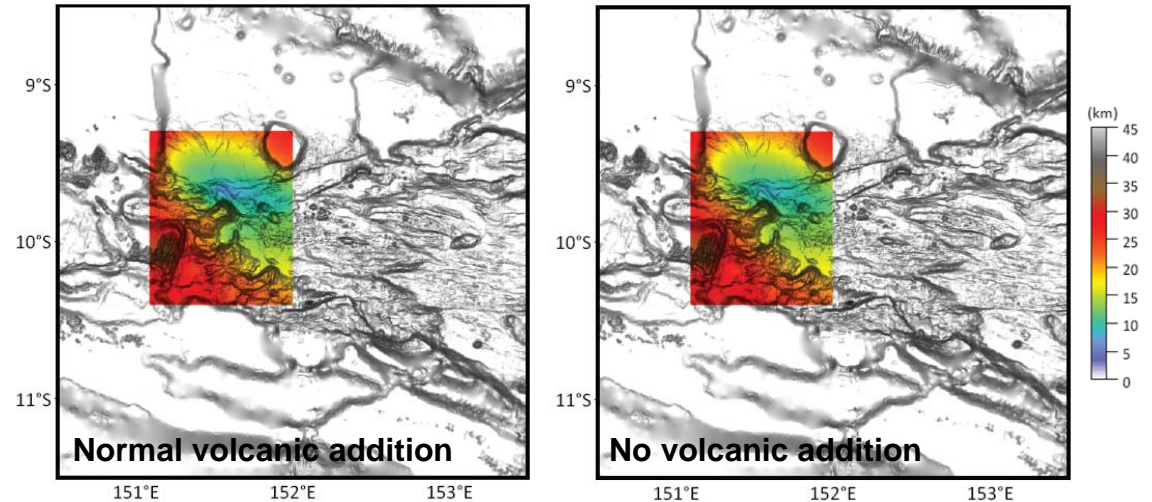 9°S
10°S
11°S
Normal volcanic addition
151°E 152°E 153°E
9°S
10°S
11°S
No volcanic addition
151°E 152°E 153°E
(km)
45
40
35
30
25
20
15
10
5
0